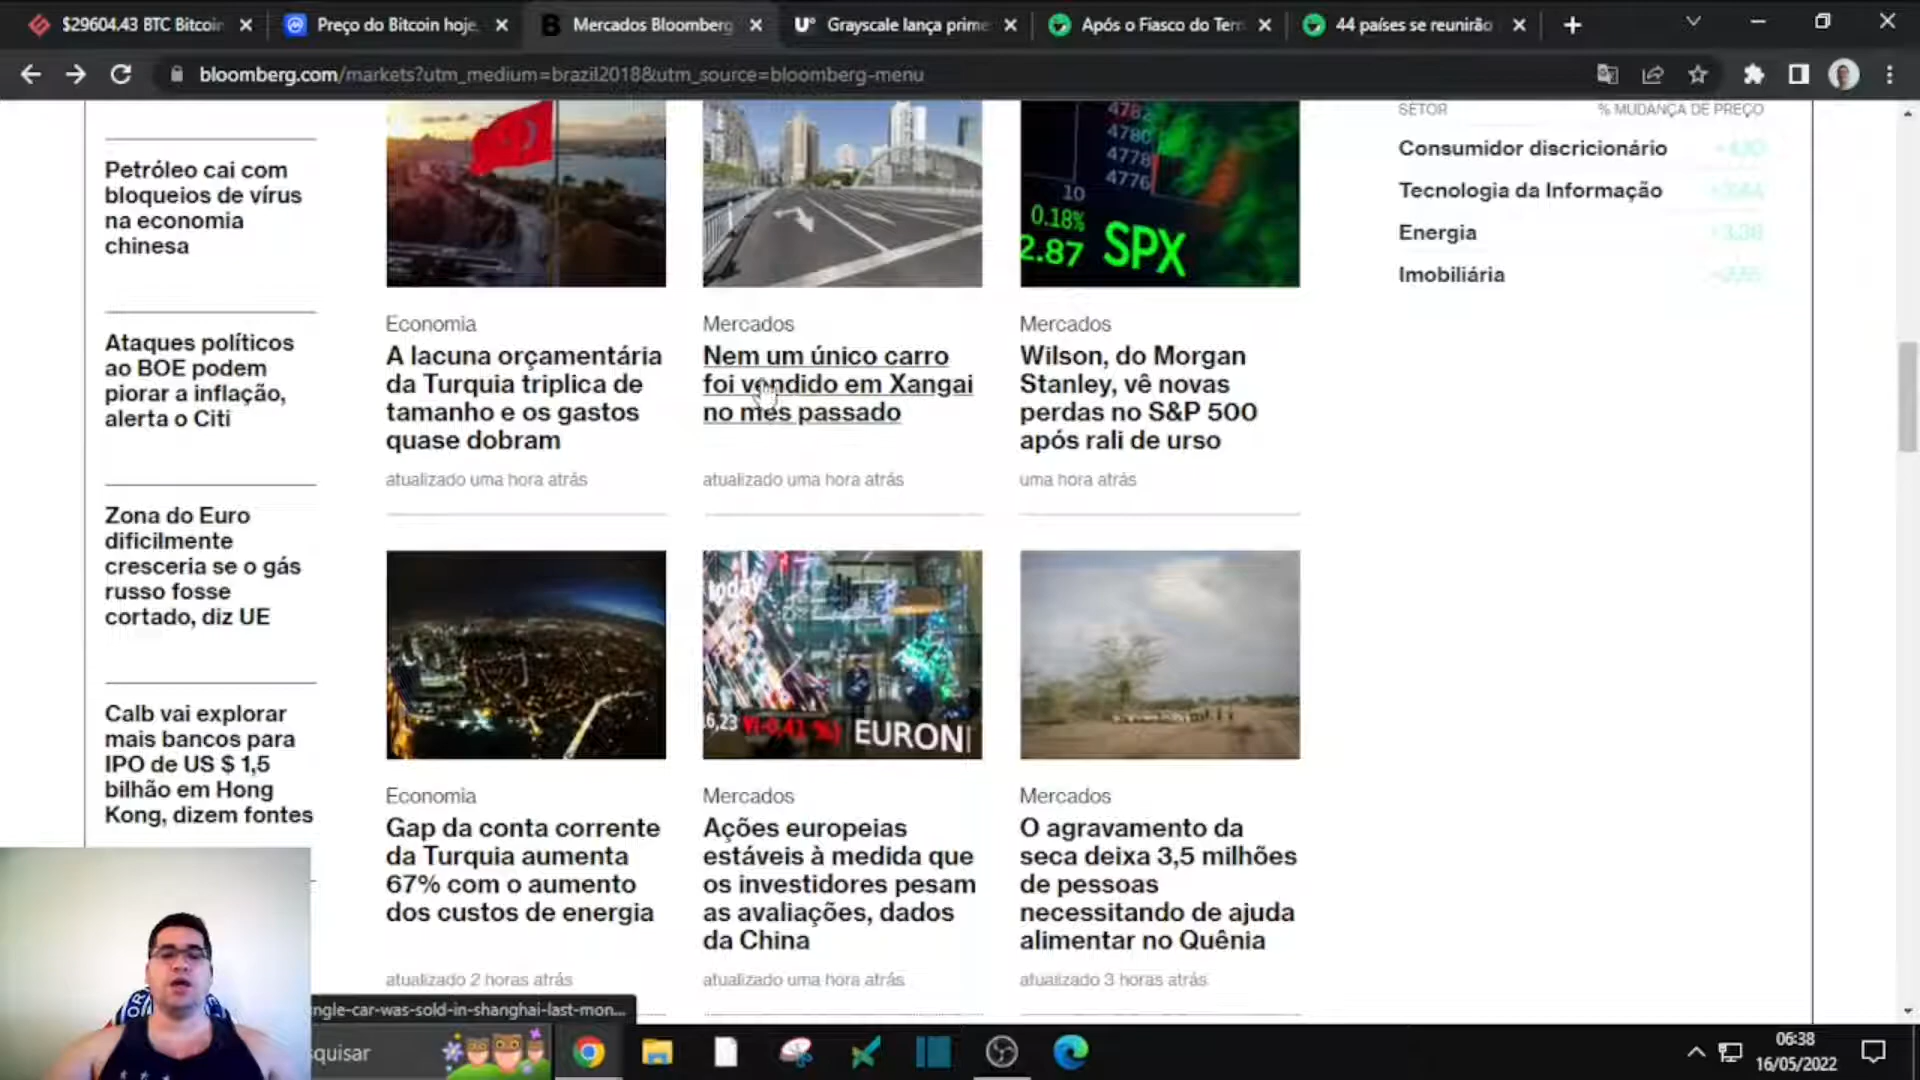 $29604.43 BTC Bitcoin
Preço do Bitcoin hoje,
Mercados Bloomberg
Grayscale lança prime
Após o Fiasco do Terr
44 países se reunirão
bloomberg.com/markets?utm_medium=brazil2018&utm_source=bloomberg-menu
Petróleo cai com
bloqueios de vírus
na economia
chinesa
Ataques políticos
ao BOE podem
piorar a inflação,
alerta o Citi
Zona do Euro
dificilmente
cresceria se o gás
russo fosse
cortado, diz UE
Calb vai explorar
mais bancos para
IPO de US $ 1,5
bilhão em Hong
Kong, dizem fontes
Economia
A lacuna orçamentária
da Turquia triplica de
tamanho e os gastos
quase dobram
atualizado uma hora atrás
Mercados
Nem um único carro
foi vendido em Xangai
no mês passado
atualizado uma hora atrás
4782
4780
4778
4776
10
0.18%
2.87 SPX
Mercados
Wilson, do Morgan
Stanley, vê novas
perdas no S&P 500
após rali de urso
uma hora atrás
Economia
Gap da conta corrente
da Turquia aumenta
67% com o aumento
dos custos de energia
atualizado 2 horas atrás
today
6,23
EURON
Mercados
Ações europeias
estáveis à medida que
os investidores pesam
as avaliações, dados
da China
atualizado uma hora atrás
Mercados
O agravamento da
seca deixa 3,5 milhões
de pessoas
necessitando de ajuda
alimentar no Quênia
atualizado 3 horas atrás
SETOR % MUDANÇA DE PREÇO
Consumidor discricionário
Tecnologia da Informação
Energia
Imobiliária
ngle-car-was-sold-in-shanghai-last-mon...
squisar
06:38
16/05/2022